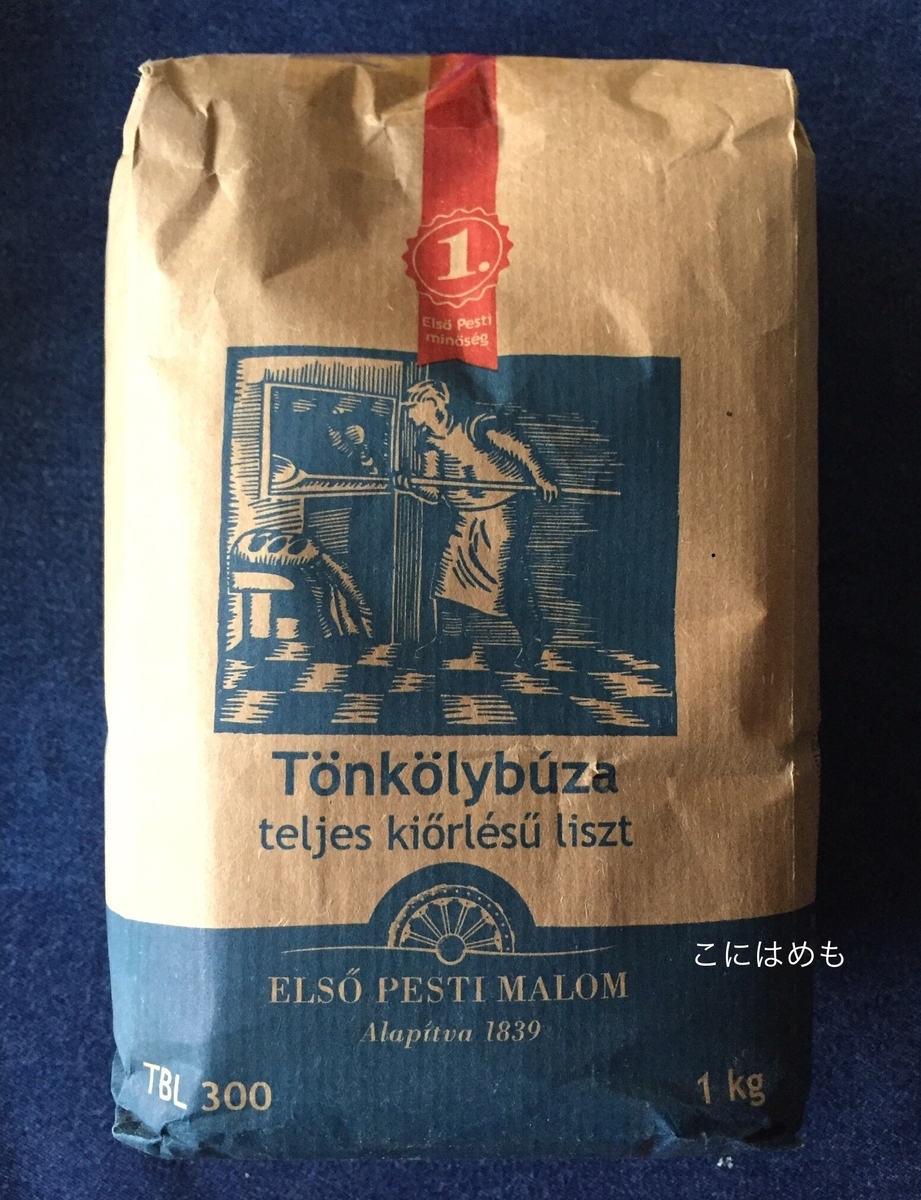 1.
Első Pesti
minőség
Tönkölybúza
teljes kiőrlésű liszt
こにはめも
ELSŐ PESTI MALOM
Alapítva 1839
TBL 300
1 kg